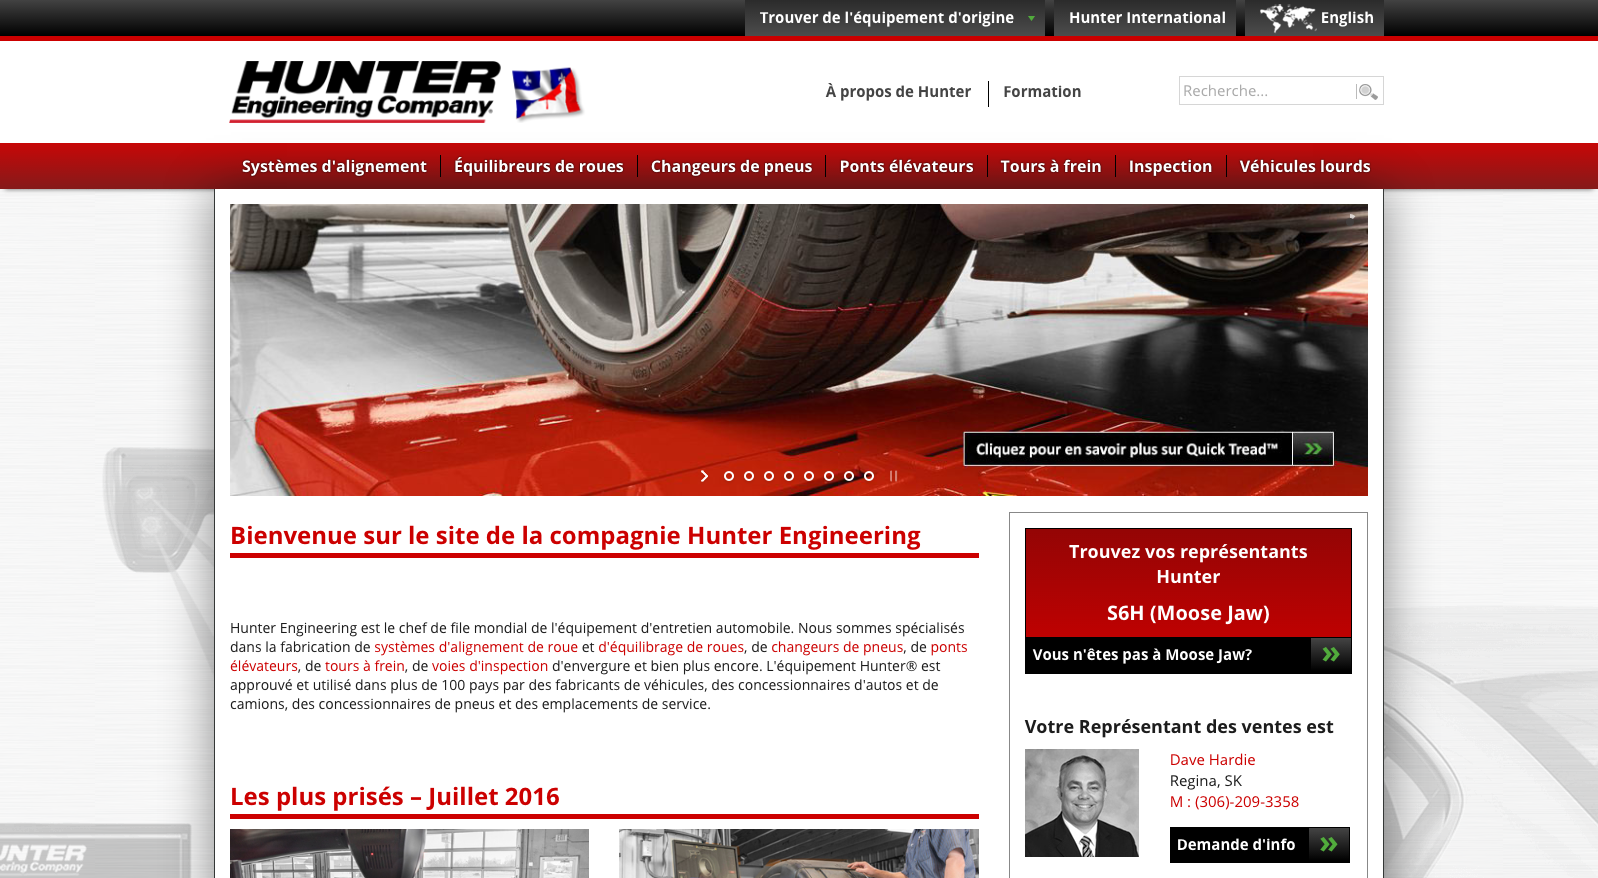 Trouver de l'équipement d'origine
Hunter International
English
HUNTER
Engineering Company
À propos de Hunter
Formation
Recherche...
Systèmes d'alignement
Équilibreurs de roues
Changeurs de pneus
Ponts élévateurs
Tours à frein
Inspection
Véhicules lourds
Cliquez pour en savoir plus sur Quick Tread™
Bienvenue sur le site de la compagnie Hunter Engineering
Hunter Engineering est le chef de file mondial de l'équipement d'entretien automobile. Nous sommes spécialisés
dans la fabrication de systèmes d'alignement de roue et d'équilibrage de roues, de changeurs de pneus, de ponts
élévateurs, de tours à frein, de voies d'inspection d'envergure et bien plus encore. L'équipement Hunter® est
approuvé et utilisé dans plus de 100 pays par des fabricants de véhicules, des concessionnaires d'autos et de
camions, des concessionnaires de pneus et des emplacements de service.
Les plus prisés – Juillet 2016
Trouvez vos représentants
Hunter
S6H (Moose Jaw)
Vous n'êtes pas à Moose Jaw?
Votre Représentant des ventes est
Dave Hardie
Regina, SK
M : (306)-209-3358
Demande d'info
UNTER
ering Company